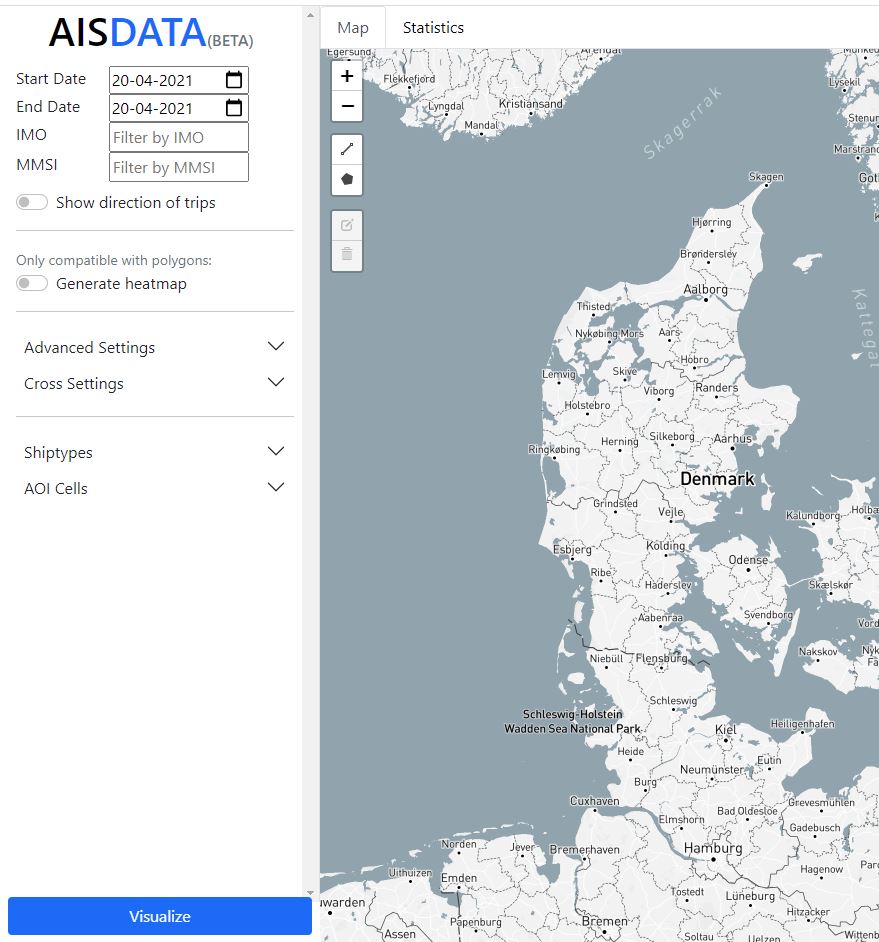 AISDATA(BETA)
Start Date 20-04-2021
End Date 20-04-2021
IMO Filter by IMO
MMSI Filter by MMSI
Show direction of trips
Only compatible with polygons:
Generate heatmap
Advanced Settings
Cross Settings
Shiptypes
AOI Cells
Visualize
Map Statistics
+
−
Egersund
Arendal
Flekkefjord
Lyngdal
Kristiansand
Mandal
Skagerrak
Lysekil
Marstrand
Skagen
Hjørring
Brønderslev
Aalborg
Kattegat
Thisted
Nykøbing Mors
Aars
Hobro
Lemvig
Skive
Viborg
Randers
Holstebro
Ringkøbing
Herning
Silkeborg
Aarhus
Denmark
Grindsted
Vejle
Kalundborg
Holbæ
Esbjerg
Kolding
Odense
Ribe
Haderslev
Skælskør
Aabenraa
Svendborg
Vord
Niebüll
Flensburg
Nakskov
Nyk
Schleswig
Schleswig-Holstein
Wadden Sea National Park
Kiel
Heiligenhafen
Heide
Neumünster
Eutin
Burg
Cuxhaven
Elmshorn
Bad Oldesloe
Grevesmühlen
Gadebusch
Norden
Jever
Bremerhaven
Hamburg
Uithuizen
Emden
Hagenow
Parc
uwarden
Tostedt
Lüneburg
Hitzacker
Assen
Papenburg
Bremen
Soltau
Uelzen
Wittenb